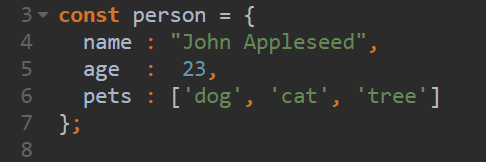 3 const person = {
4   name : "John Appleseed",
5   age  :  23,
6   pets : ['dog', 'cat', 'tree']
7 };
8